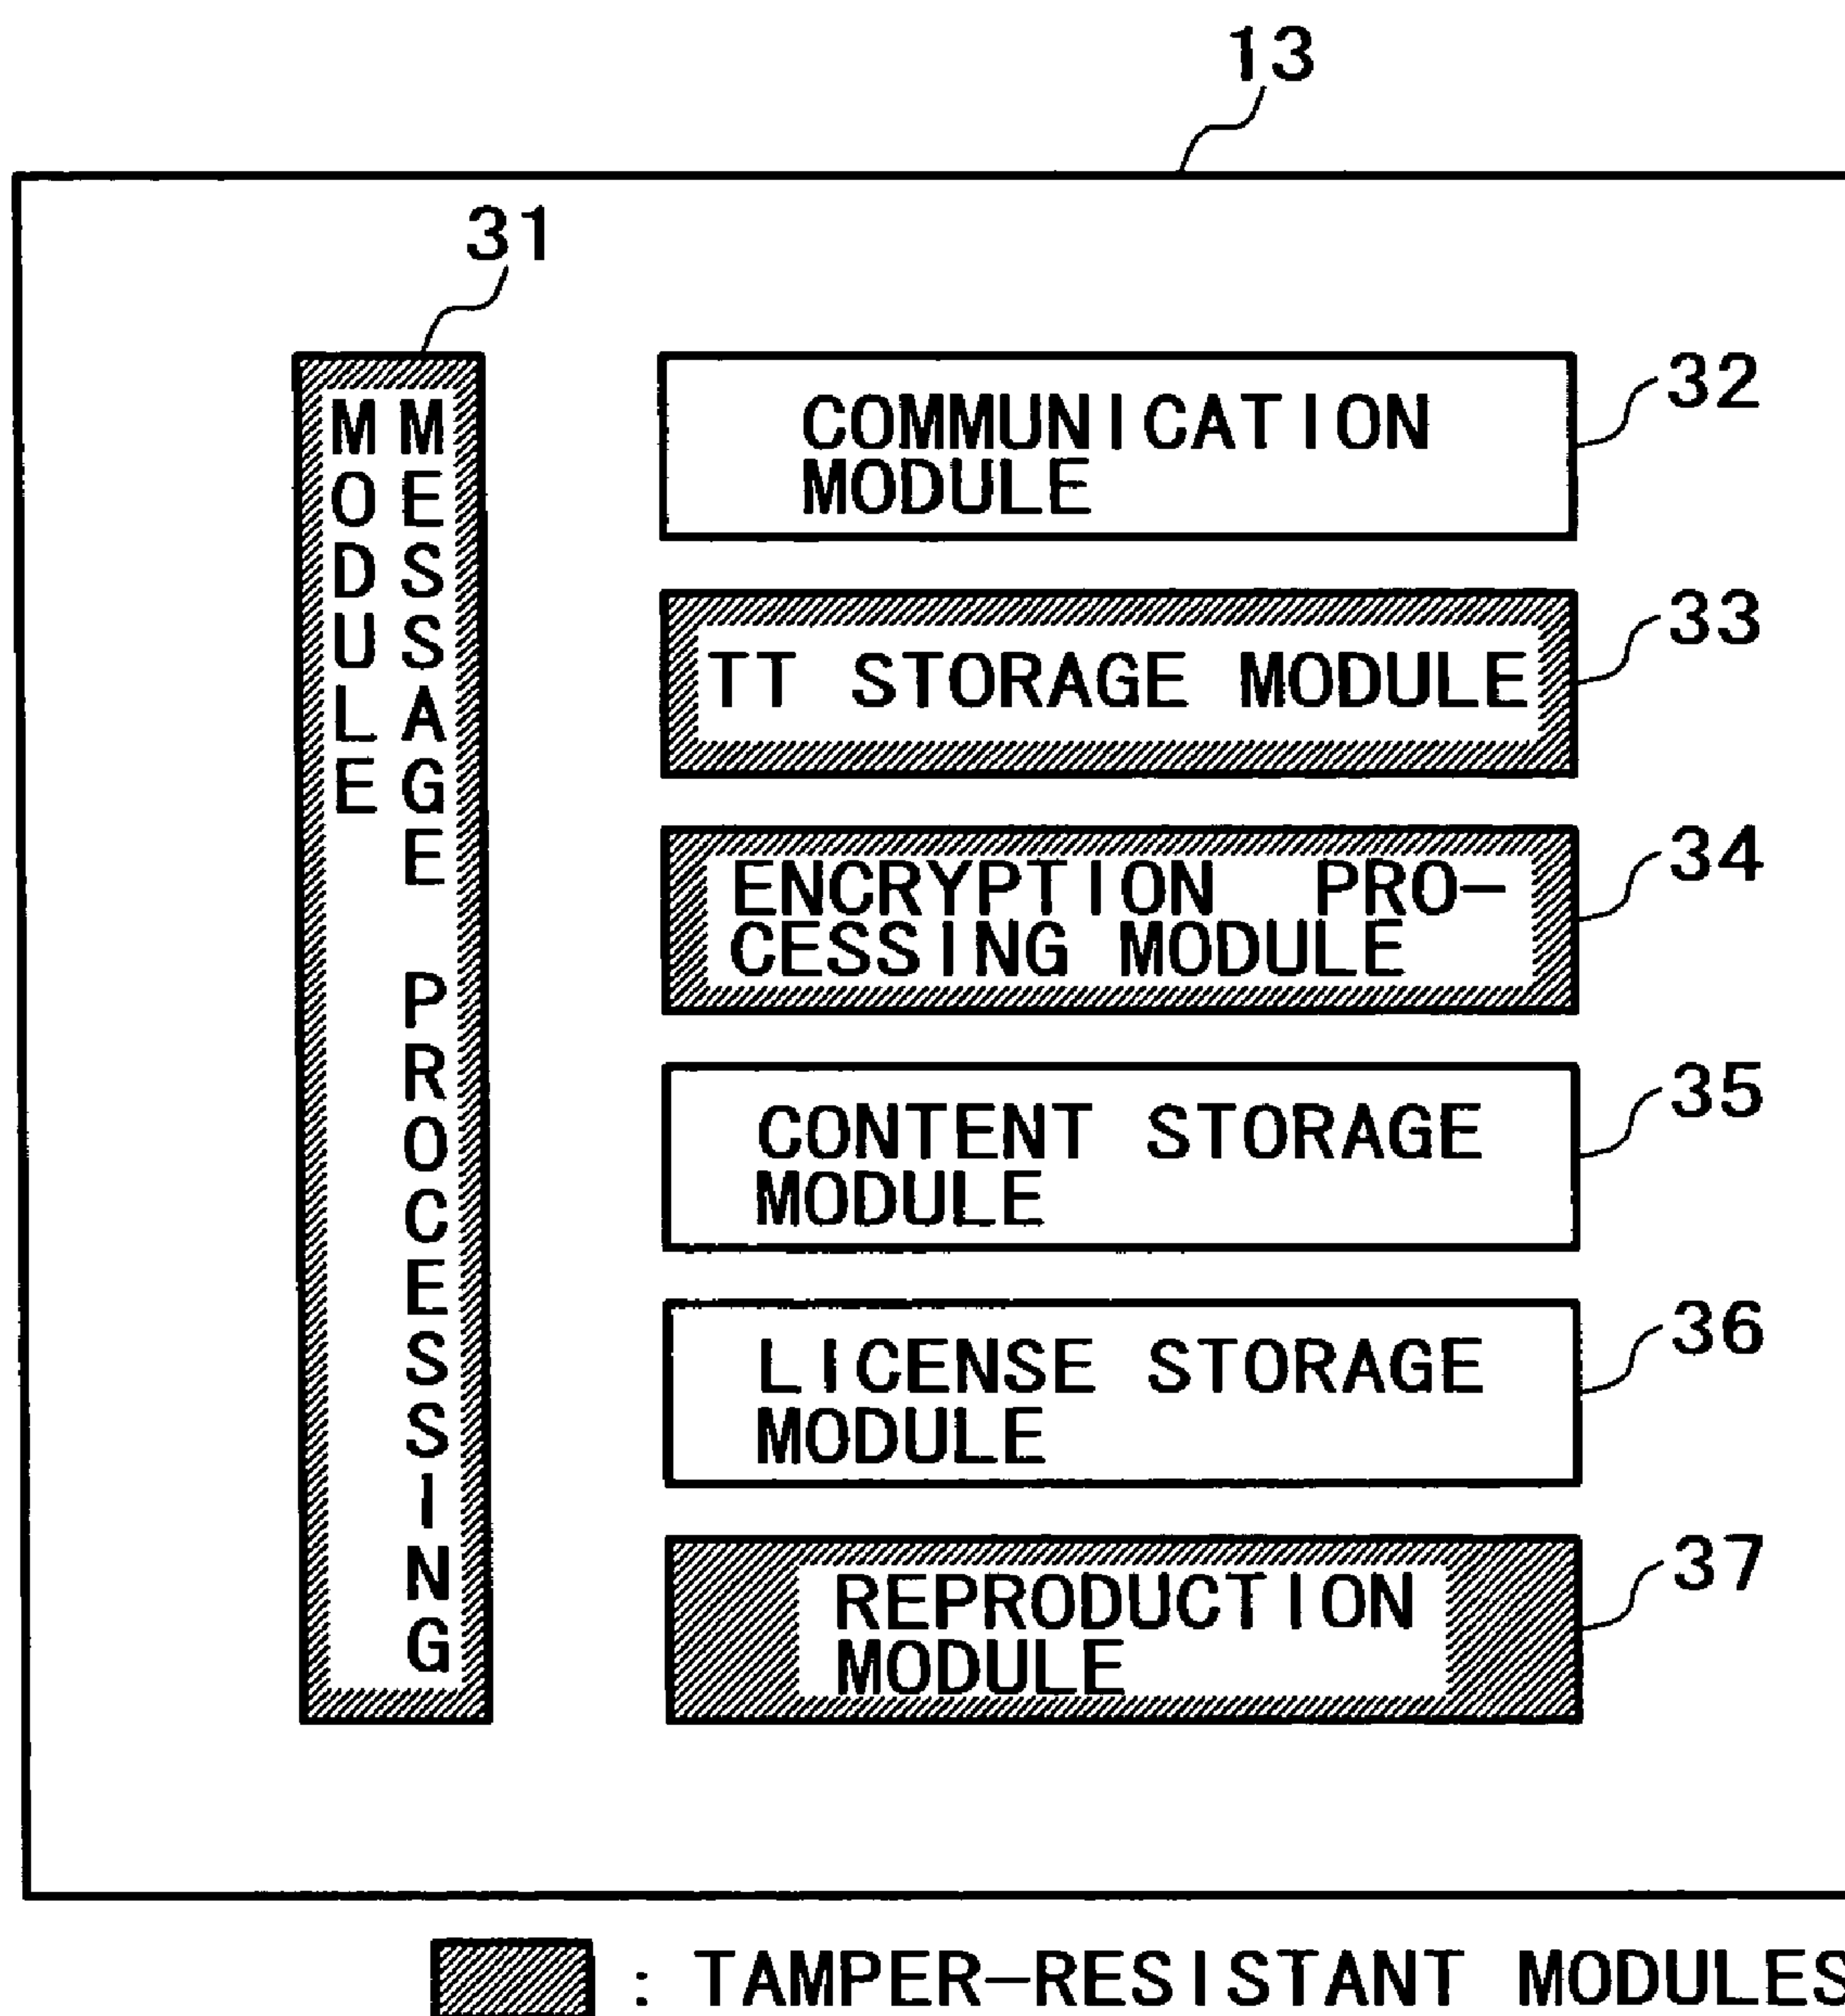 13
31
MESSAGE PROCESSING
MODULE
32
COMMUNICATION
MODULE
33
TT STORAGE MODULE
34
ENCRYPTION PRO-
CESSING MODULE
35
CONTENT STORAGE
MODULE
36
LICENSE STORAGE
MODULE
37
REPRODUCTION
MODULE
: TAMPER-RESISTANT MODULES